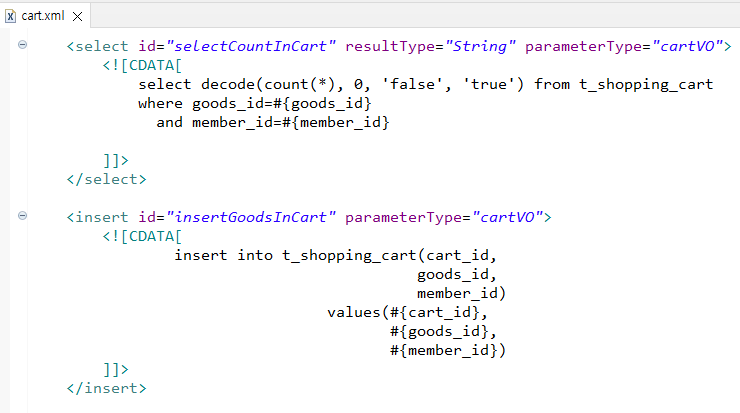 cart.xml
<select id="selectCountInCart" resultType="String" parameterType="cartVO">
<![CDATA[
select decode(count(*), 0, 'false', 'true') from t_shopping_cart
where goods_id=#{goods_id}
and member_id=#{member_id}
]]>
</select>
<insert id="insertGoodsInCart" parameterType="cartVO">
<![CDATA[
insert into t_shopping_cart(cart_id,
goods_id,
member_id)
values(#{cart_id},
#{goods_id},
#{member_id})
]]>
</insert>